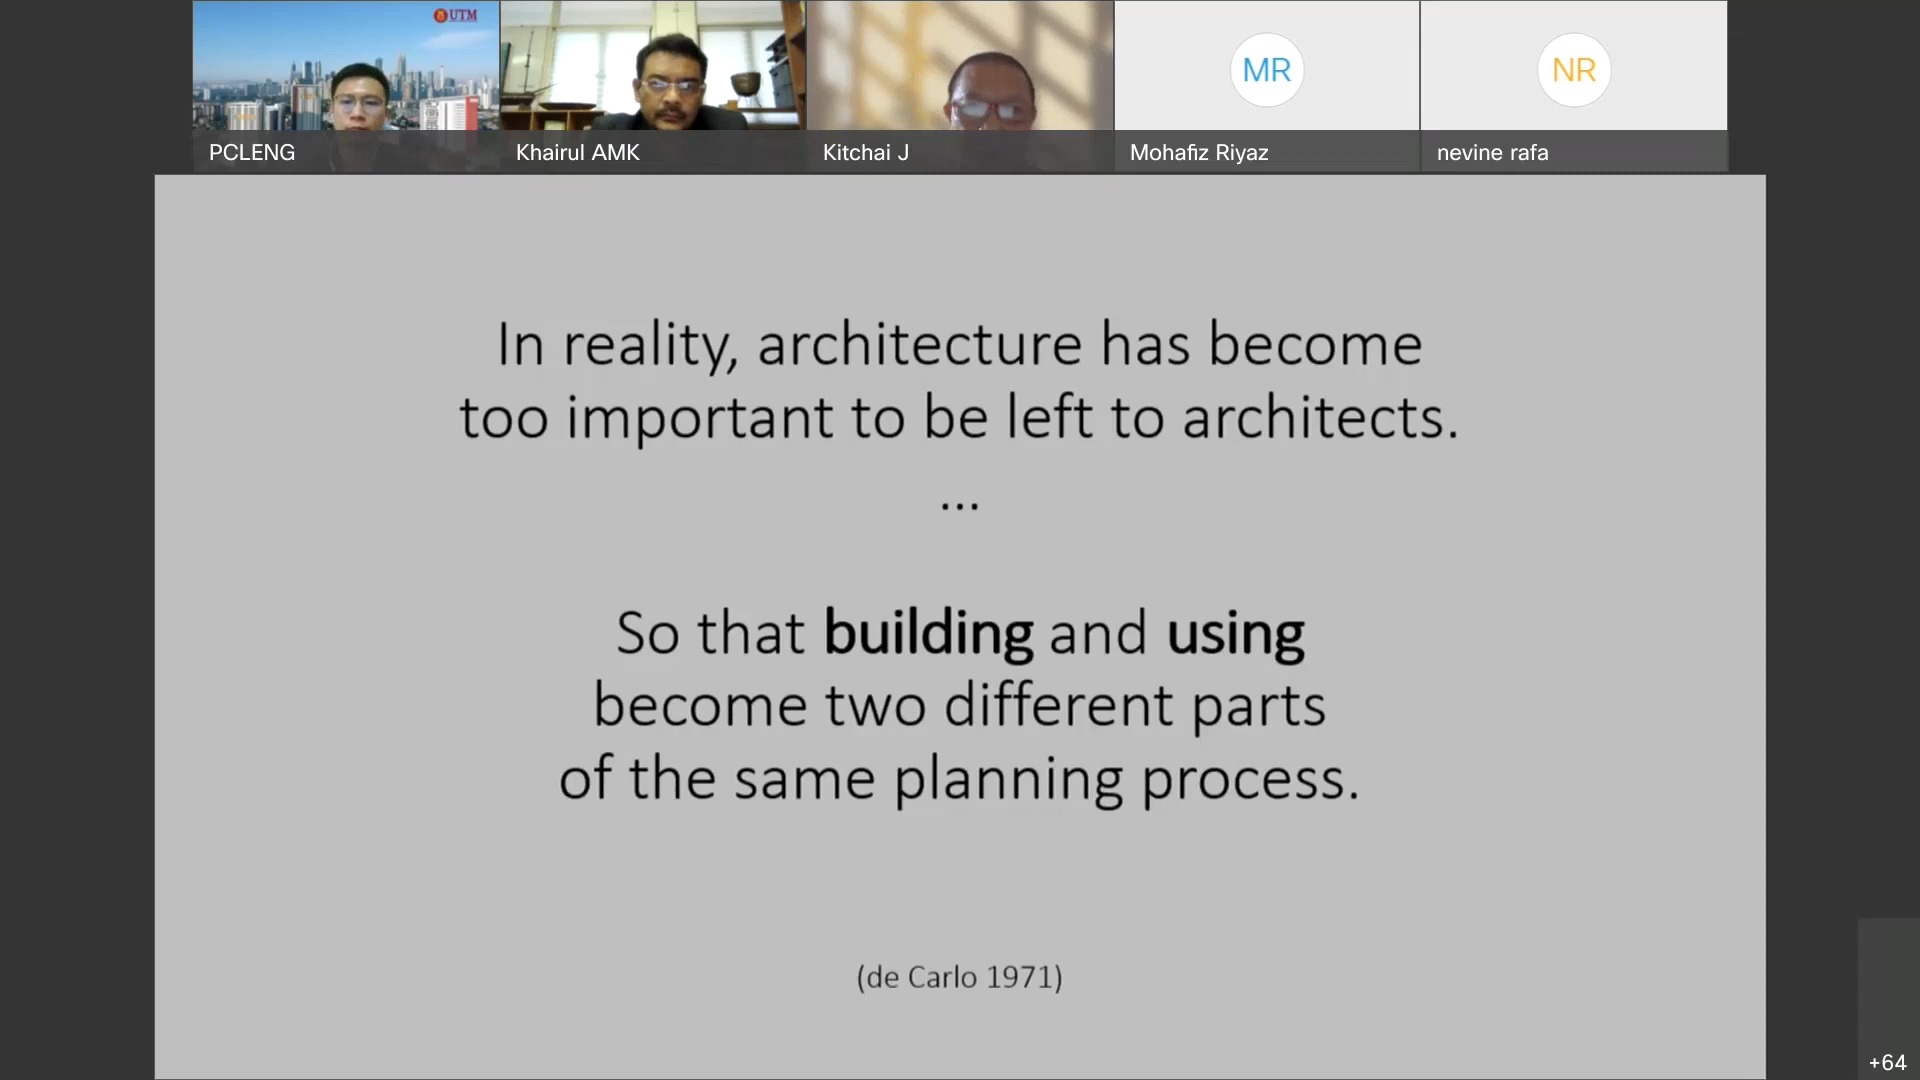 UTM
MR
NR
PCLENG
Khairul AMK
Kitchai J
Mohafiz Riyaz
nevine rafa
In reality, architecture has become
too important to be left to architects.
...
So that building and using
become two different parts
of the same planning process.
(de Carlo 1971)
+64